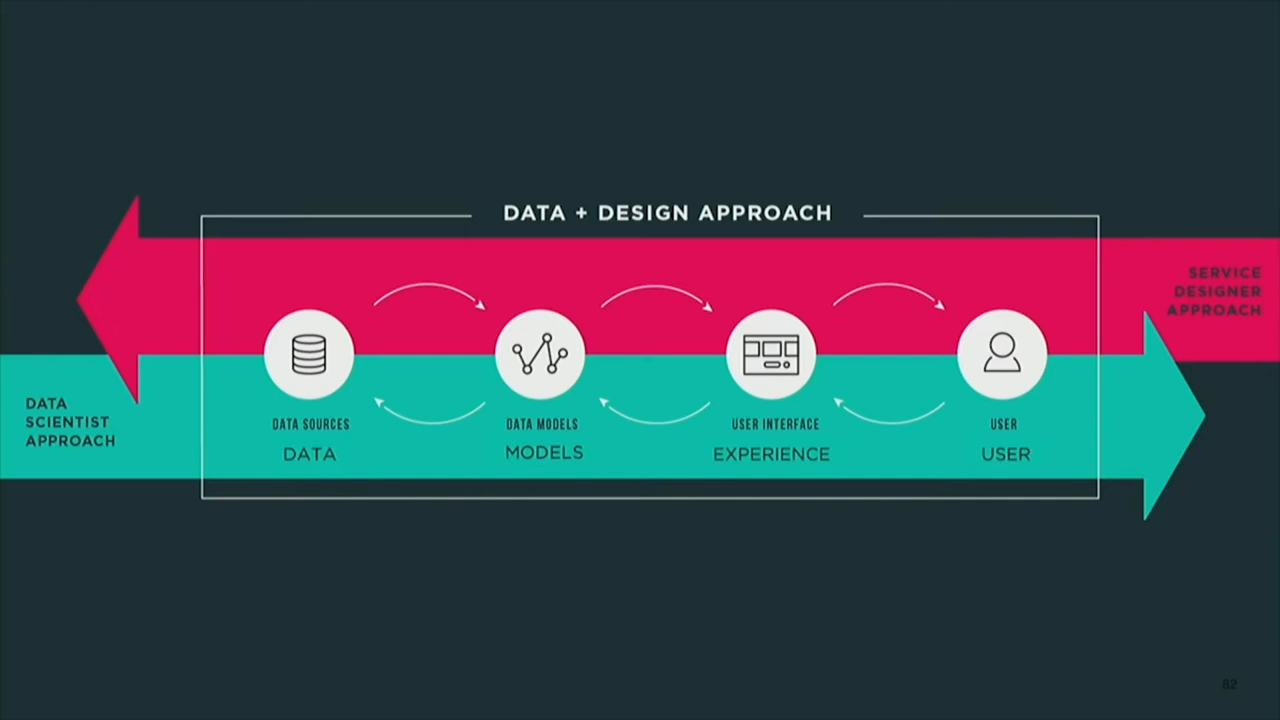 DATA + DESIGN APPROACH
SERVICE
DESIGNER
APPROACH
DATA
SCIENTIST
APPROACH
DATA SOURCES
DATA MODELS
USER INTERFACE
USER
DATA
MODELS
EXPERIENCE
USER
82